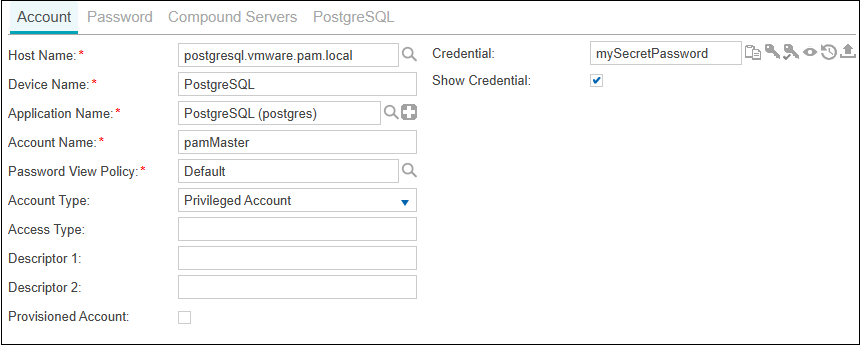 Account Password Compound Servers PostgreSQL
Host Name:* postgresql.vmware.pam.local
Device Name:* PostgreSQL
Application Name:* PostgreSQL (postgres)
Account Name:* pamMaster
Password View Policy:* Default
Account Type: Privileged Account
Access Type:
Descriptor 1:
Descriptor 2:
Provisioned Account:
Credential: mySecretPassword
Show Credential: